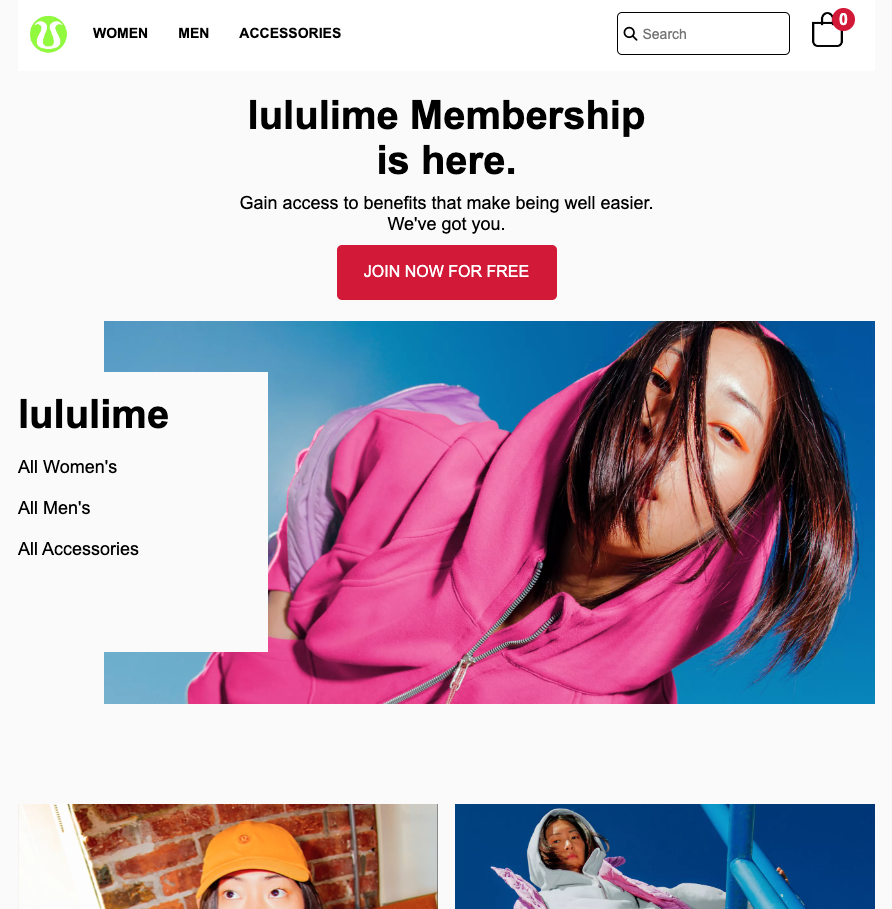 WOMEN MEN ACCESSORIES Search 0
lululime Membership
is here.
Gain access to benefits that make being well easier.
We've got you.
JOIN NOW FOR FREE
lululime
All Women's
All Men's
All Accessories